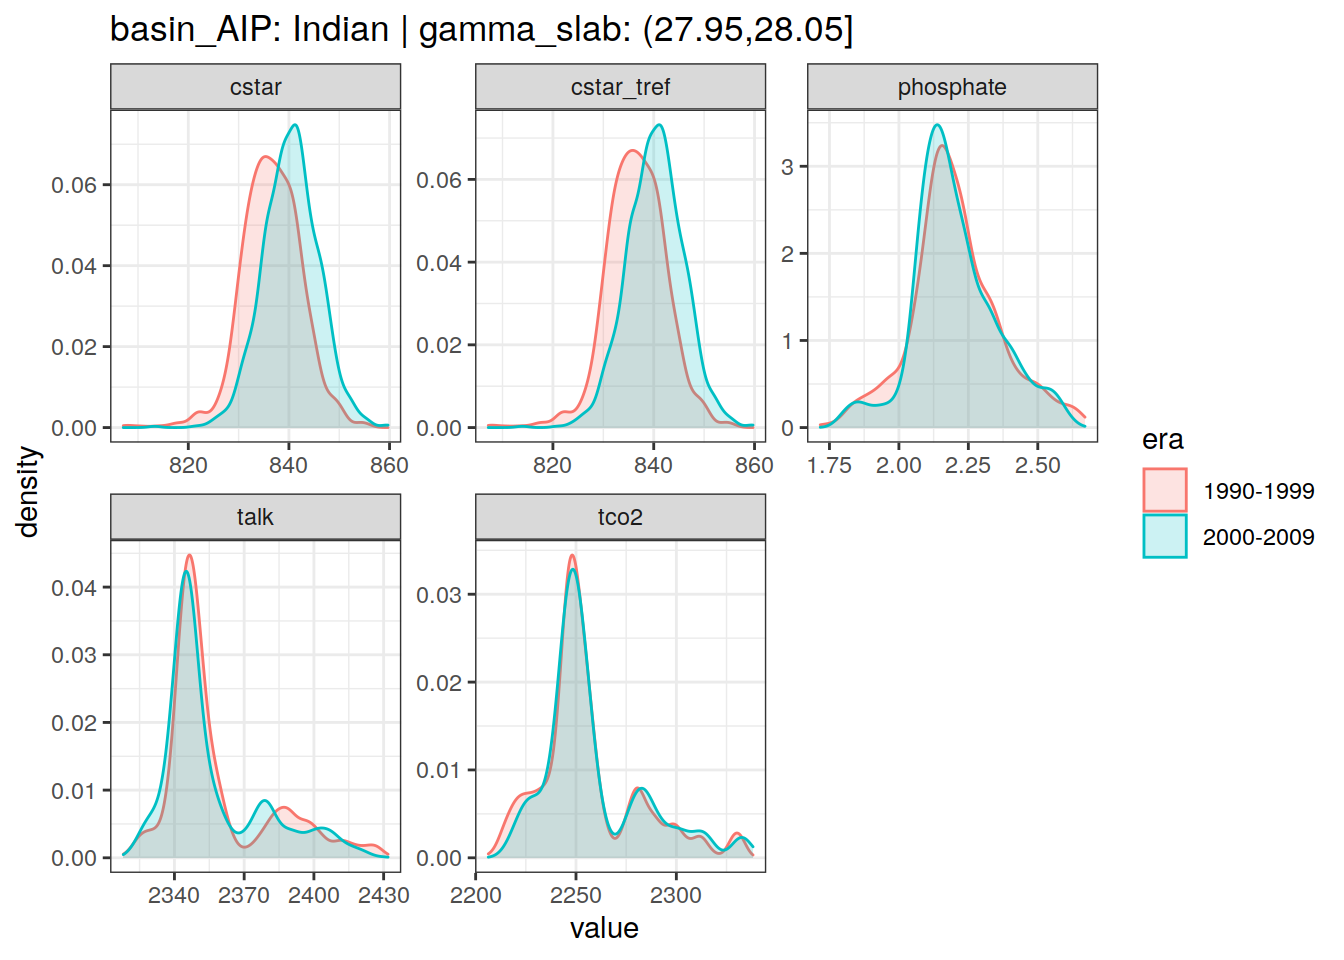 basin_AIP: Indian | gamma_slab: (27.95,28.05]
cstar
cstar_tref
phosphate
0.06
0.04
0.02
0.00
820 840 860
0.06
0.04
0.02
0.00
820 840 860
3
2
1
0
1.75 2.00 2.25 2.50
density
talk
tco2
0.04
0.03
0.02
0.01
0.00
2340 2370 2400 2430
0.03
0.02
0.01
0.00
2200 2250 2300
value
era
1990-1999
2000-2009